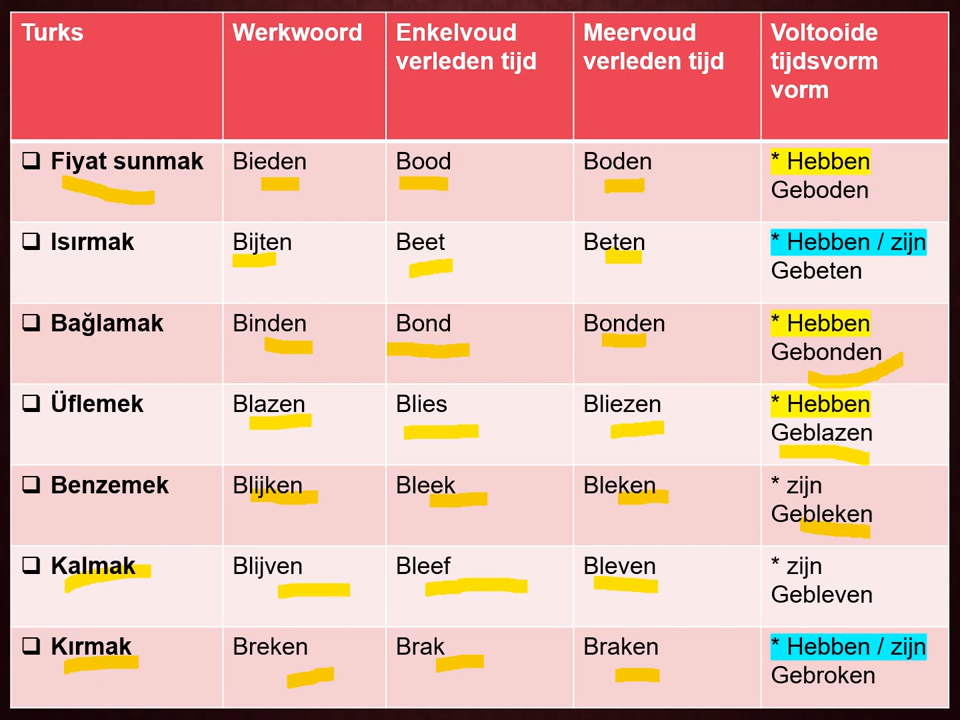 Turks
Werkwoord
Enkelvoud
verleden tijd
Meervoud
verleden tijd
Voltooide
tijdsvorm
vorm
❑ Fiyat sunmak
Bieden
Bood
Boden
* Hebben
Geboden
❑ Isırmak
Bijten
Beet
Beten
* Hebben / zijn
Gebeten
❑ Bağlamak
Binden
Bond
Bonden
* Hebben
Gebonden
❑ Üflemek
Blazen
Blies
Bliezen
* Hebben
Geblazen
❑ Benzemek
Blijken
Bleek
Bleken
* zijn
Gebleken
❑ Kalmak
Blijven
Bleef
Bleven
* zijn
Gebleven
❑ Kırmak
Breken
Brak
Braken
* Hebben / zijn
Gebroken